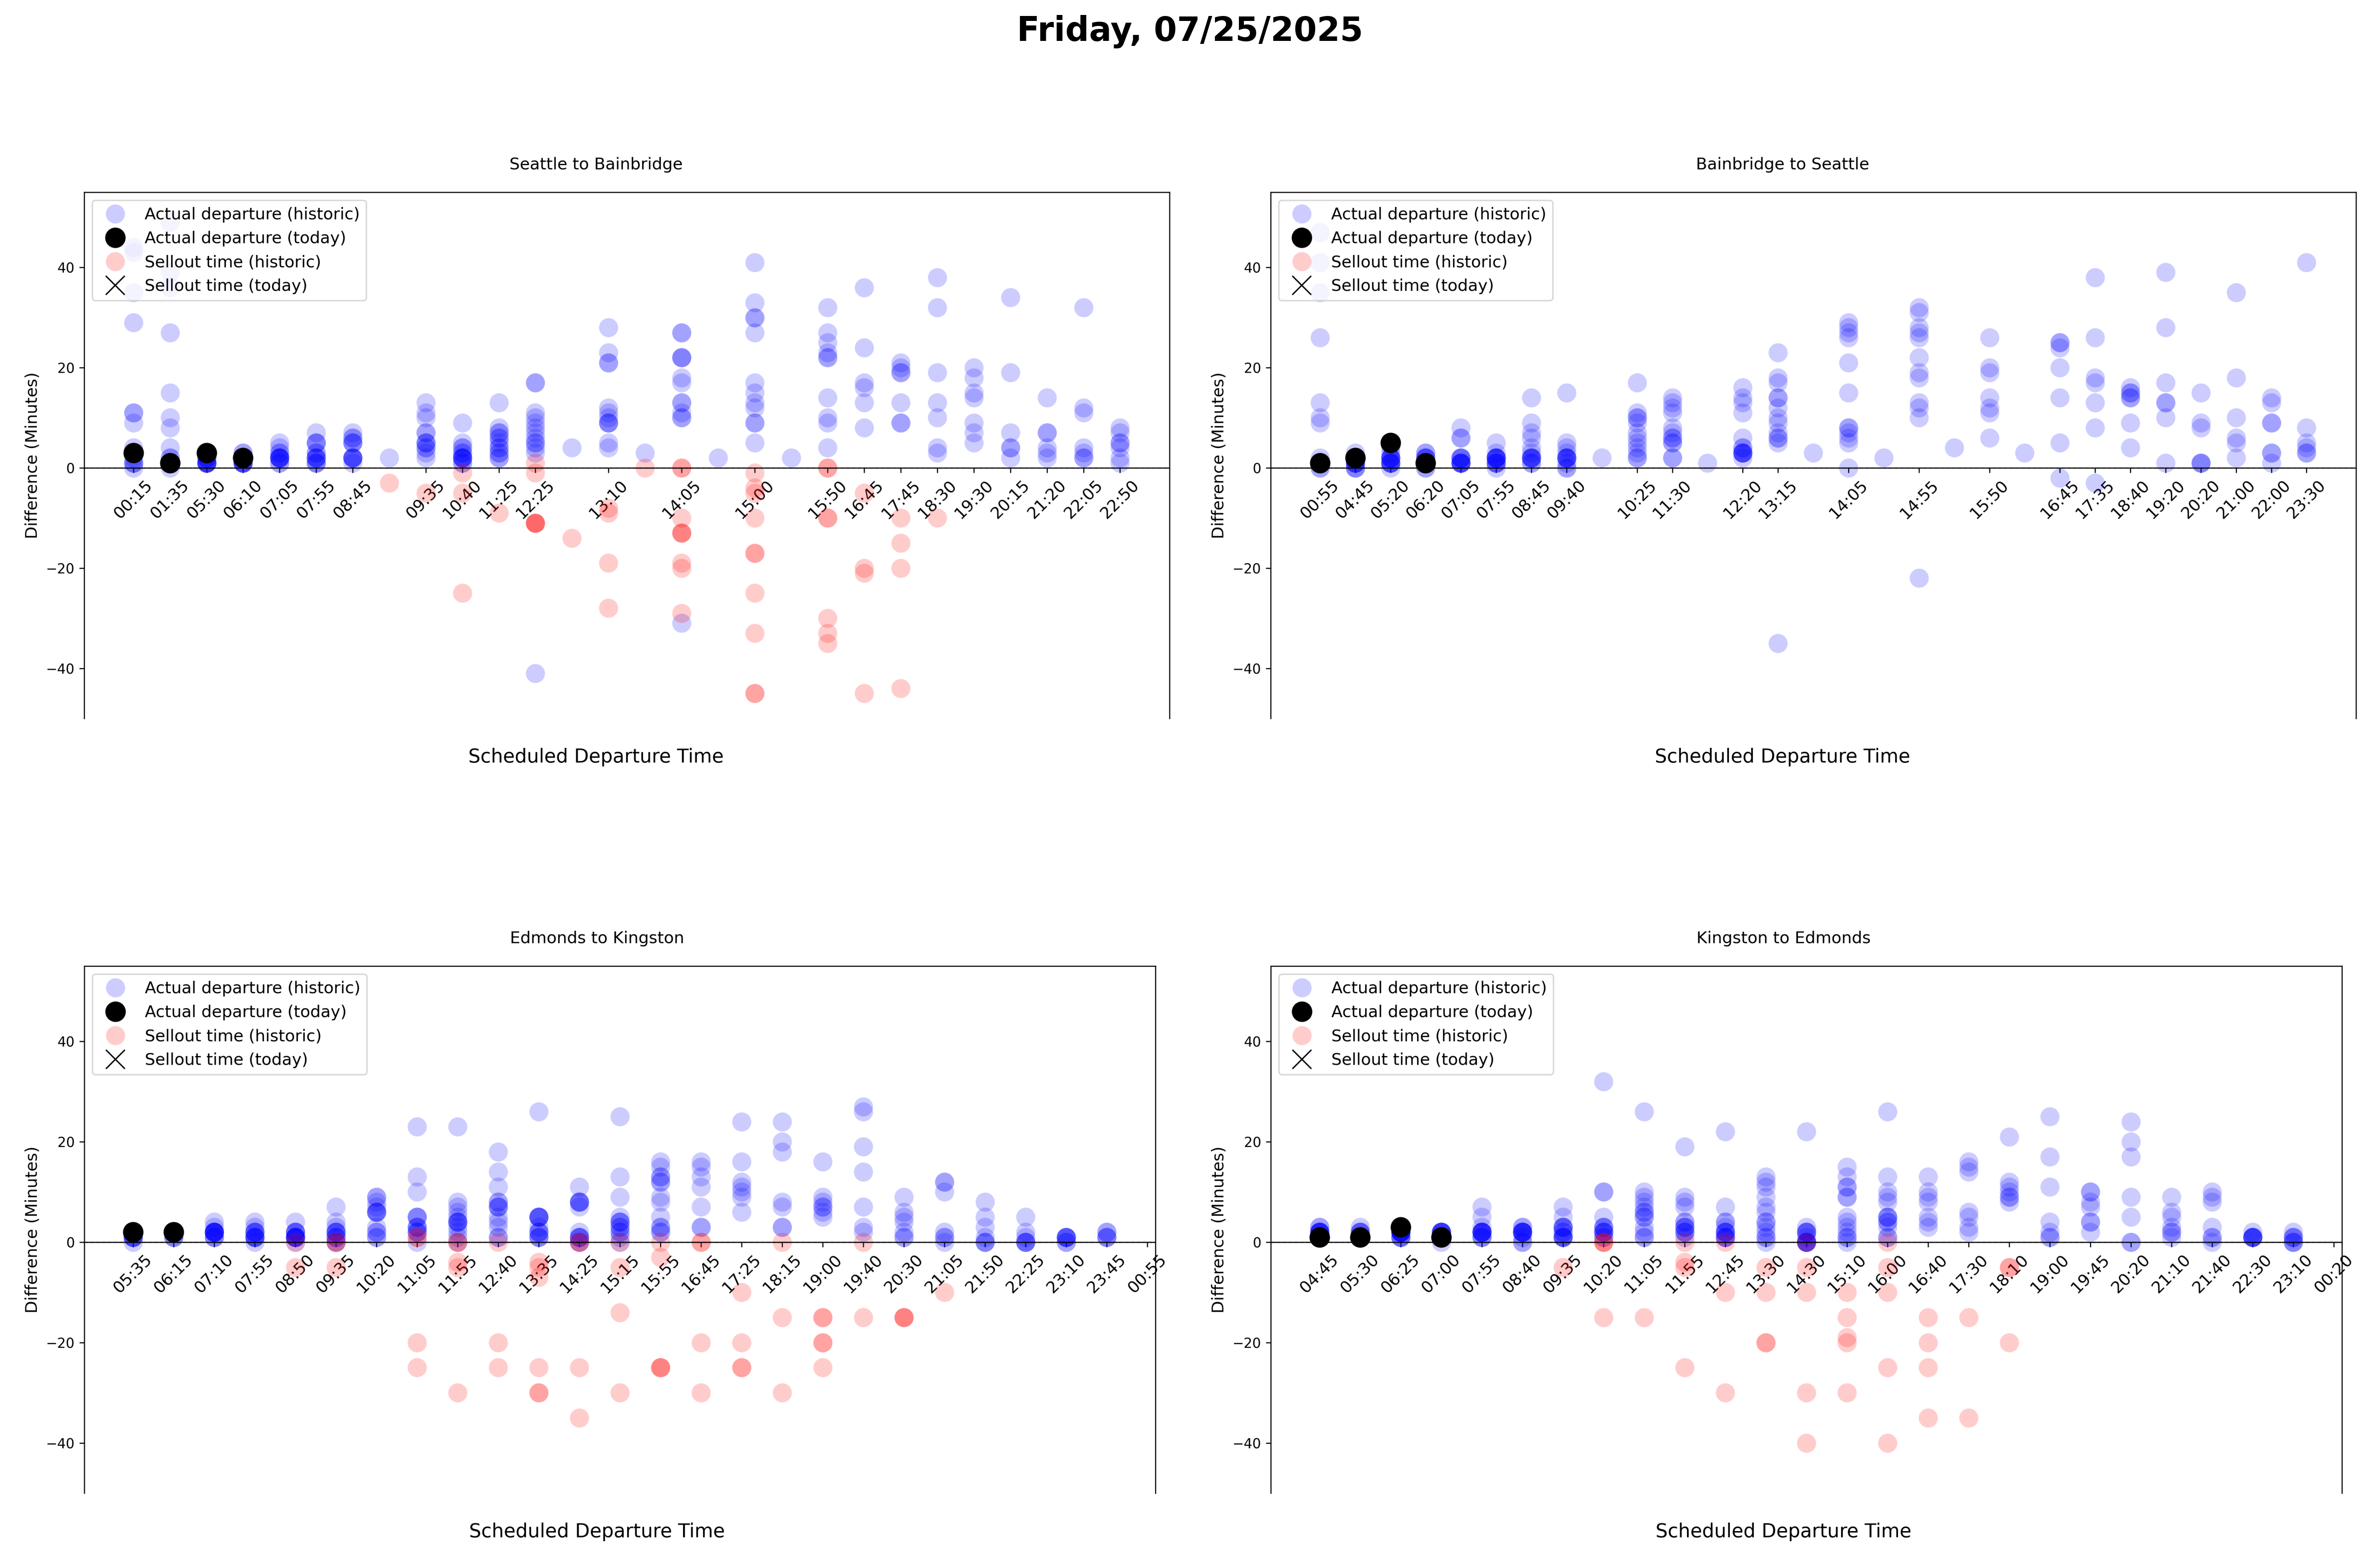 Friday, 07/25/2025
Seattle to Bainbridge
Actual departure (historic)
Actual departure (today)
Sellout time (historic)
Sellout time (today)
Difference (Minutes)
40
20
0
−20
−40
00:15 01:35 05:30 06:10 07:05 07:55 08:45 09:35 10:40 11:25 12:25 13:10 14:05 15:00 15:50 16:45 17:45 18:30 19:30 20:15 21:20 22:05 22:50
Scheduled Departure Time
Bainbridge to Seattle
Actual departure (historic)
Actual departure (today)
Sellout time (historic)
Sellout time (today)
Difference (Minutes)
40
20
0
−20
−40
00:55 04:45 05:20 06:20 07:05 07:55 08:45 09:40 10:25 11:30 12:20 13:15 14:05 14:55 15:50 16:45 17:35 18:40 19:20 20:20 21:00 22:00 23:30
Scheduled Departure Time
Edmonds to Kingston
Actual departure (historic)
Actual departure (today)
Sellout time (historic)
Sellout time (today)
Difference (Minutes)
40
20
0
−20
−40
05:35 06:15 07:10 07:55 08:50 09:35 10:20 11:05 11:55 12:40 13:35 14:25 15:15 15:55 16:45 17:25 18:15 19:00 19:40 20:30 21:05 21:50 22:25 23:10 23:45 00:55
Scheduled Departure Time
Kingston to Edmonds
Actual departure (historic)
Actual departure (today)
Sellout time (historic)
Sellout time (today)
Difference (Minutes)
40
20
0
−20
−40
04:45 05:30 06:25 07:00 07:55 08:40 09:35 10:20 11:05 11:55 12:45 13:30 14:30 15:10 16:00 16:40 17:30 18:10 19:00 19:45 20:20 21:10 21:40 22:30 23:10 00:20
Scheduled Departure Time